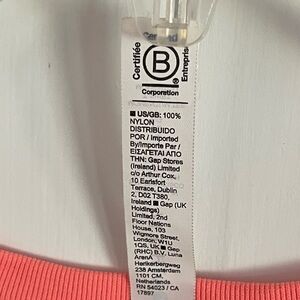 Certifiée
Entreprise
B
®
Corporation
■ US/GB: 100%
NYLON
DISTRIBUIDO
POR / Imported
By/Importe Par /
ΕΙΣΑΓΕΤΑΙ ΑΠΟ
ΤΗΝ: Gap Stores
(Ireland) Limited
c/o Arthur Cox,
10 Earlsfort
Terrace, Dublin
2, D02 T380,
Ireland ■ Gap (UK
Holdings)
Limited, 2nd
Floor Nations
House, 103
Wigmore Street,
London, W1U
1QS, UK ■ Gap
(RHC) B.V. Luna
ArenA
Herikerbergweg
238 Amsterdam
1101 CM,
Netherlands
RN 54023 / CA
17897